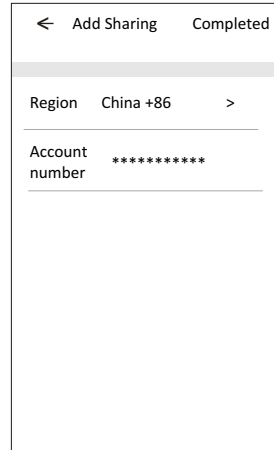 ← Add Sharing Completed
Region China +86 >
Account
number ***********